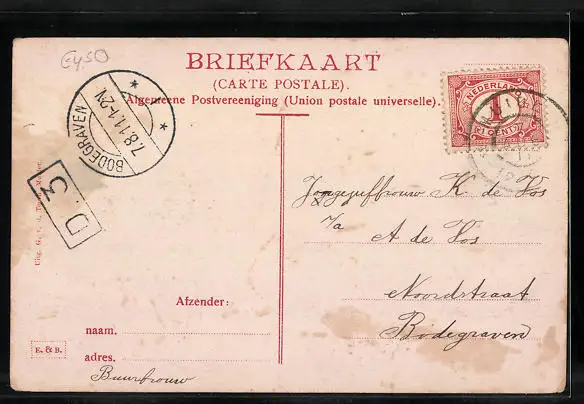 €4,50
BRIEFKAART
(CARTE POSTALE).
Algemeene Postvereeniging (Union postale universelle).
NEDERLAND
1
CENT
BODEGRAVEN
7.8.11.1-2N
D.3
Jongejuffrouw K de Vos
A de Vos
Noordstraat
Bodegraven
Afzender:
naam.
adres.
Buurvrouw
E. & B.
Uitg.